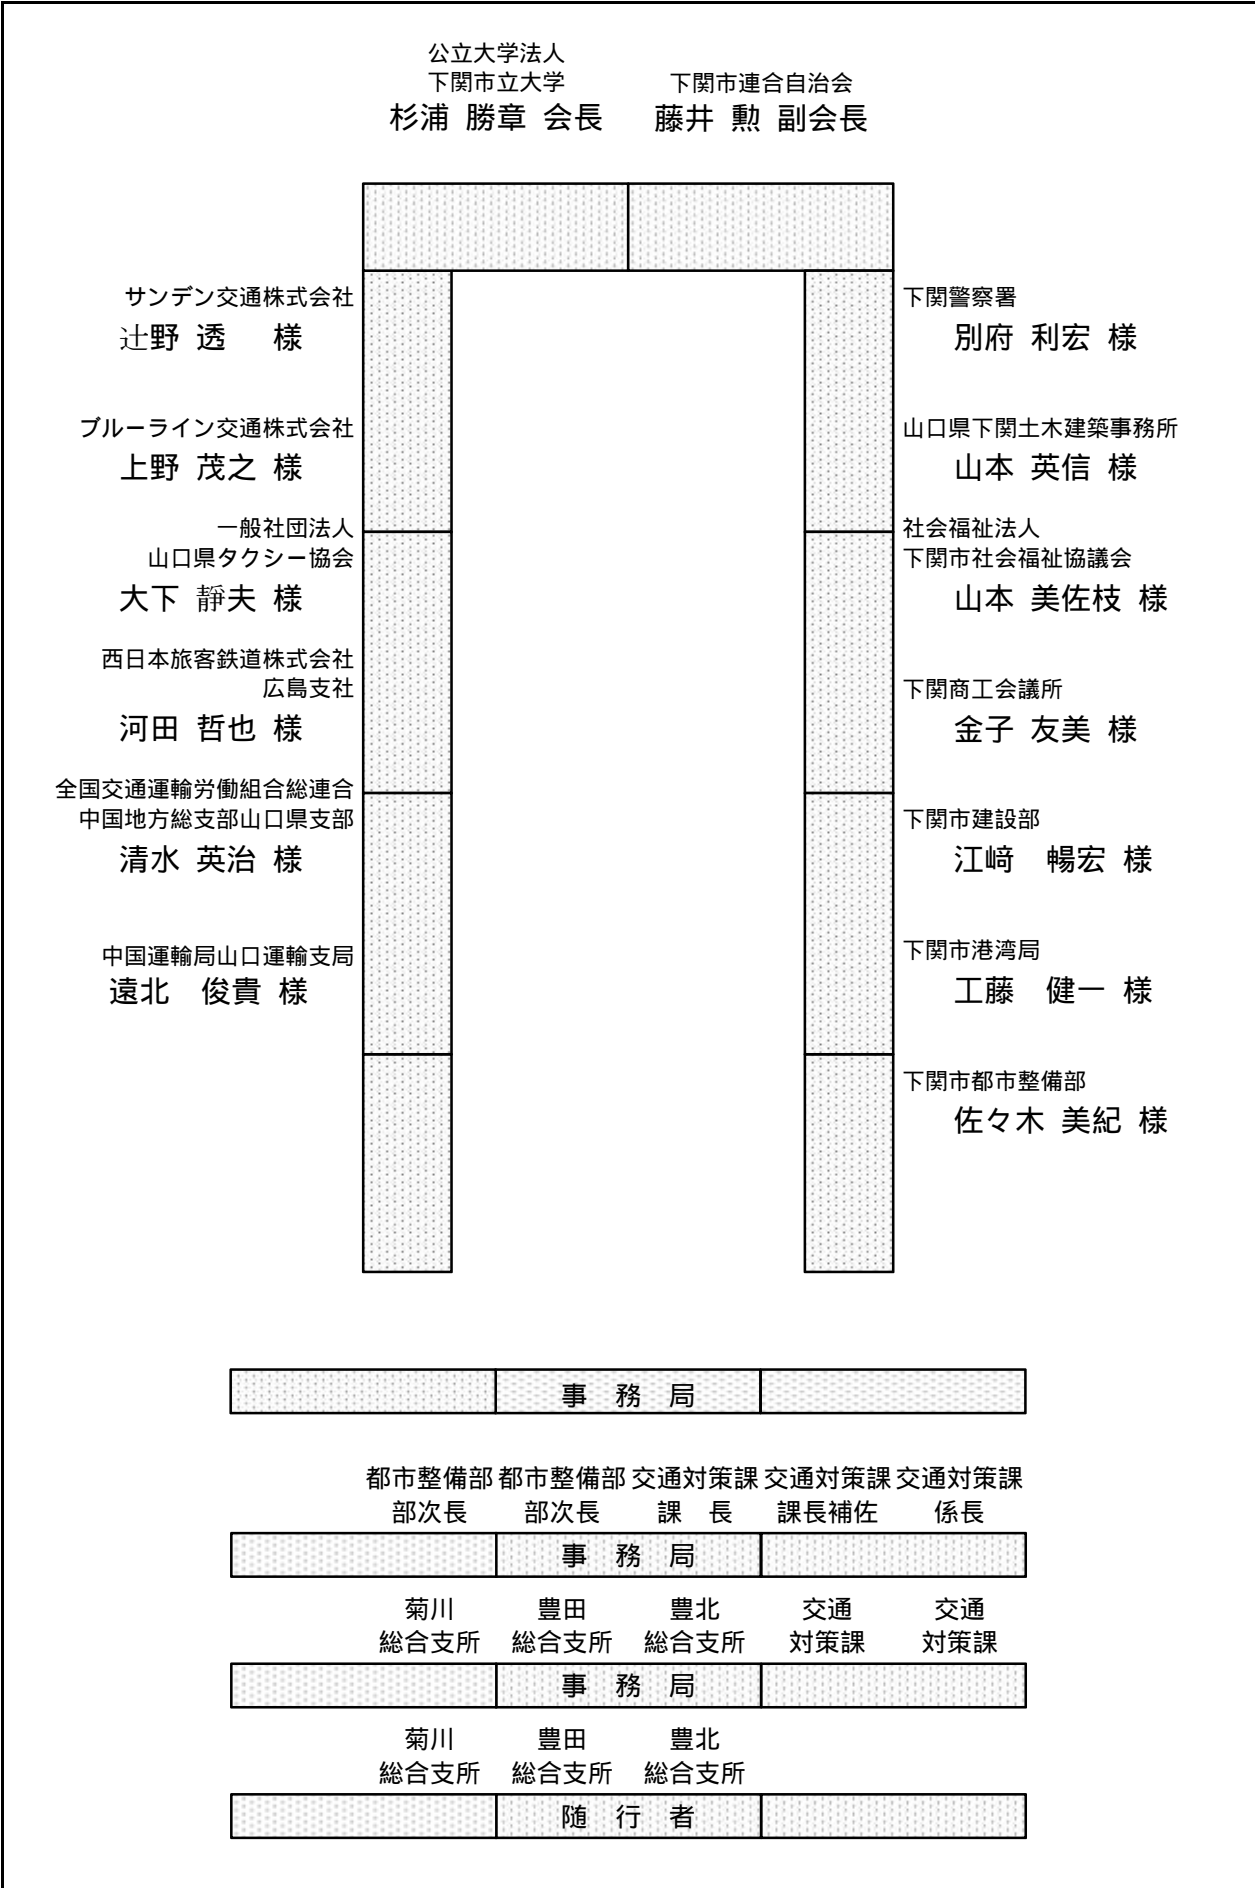 公立大学法人
下関市立大学
杉浦 勝章 会長
下関市連合自治会
藤井 勲 副会長
サンデン交通株式会社
辻野 透 様
ブルーライン交通株式会社
上野 茂之 様
一般社団法人
山口県タクシー協会
大下 靜夫 様
西日本旅客鉄道株式会社
広島支社
河田 哲也 様
全国交通運輸労働組合総連合
中国地方総支部山口県支部
清水 英治 様
中国運輸局山口運輸支局
遠北 俊貴 様
下関警察署
別府 利宏 様
山口県下関土木建築事務所
山本 英信 様
社会福祉法人
下関市社会福祉協議会
山本 美佐枝 様
下関商工会議所
金子 友美 様
下関市建設部
江﨑 暢宏 様
下関市港湾局
工藤 健一 様
下関市都市整備部
佐々木 美紀 様
事 務 局
都市整備部 都市整備部 交通対策課 交通対策課 交通対策課
部次長 部次長 課 長 課長補佐 係長
事 務 局
菊川 豊田 豊北 交通 交通
総合支所 総合支所 総合支所 対策課 対策課
事 務 局
菊川 豊田 豊北
総合支所 総合支所 総合支所
随 行 者